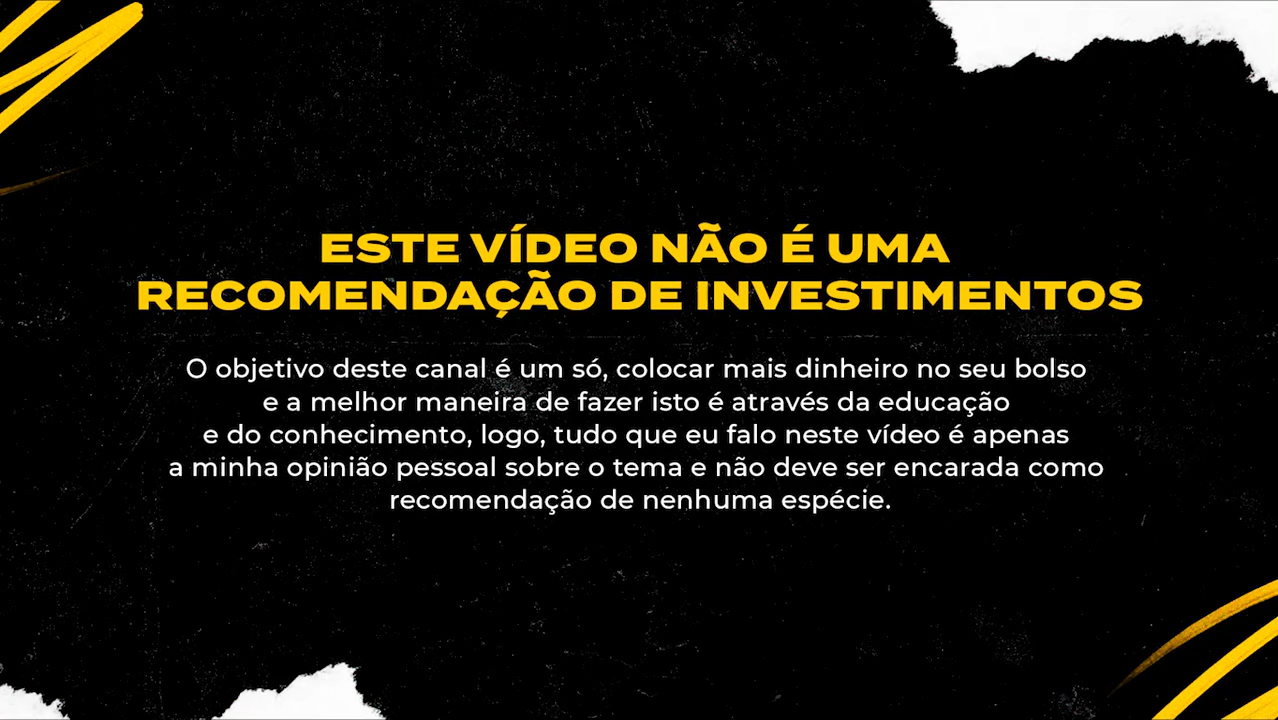 ESTE VÍDEO NÃO É UMA
RECOMENDAÇÃO DE INVESTIMENTOS
O objetivo deste canal é um só, colocar mais dinheiro no seu bolso
e a melhor maneira de fazer isto é através da educação
e do conhecimento, logo, tudo que eu falo neste vídeo é apenas
a minha opinião pessoal sobre o tema e não deve ser encarada como
recomendação de nenhuma espécie.